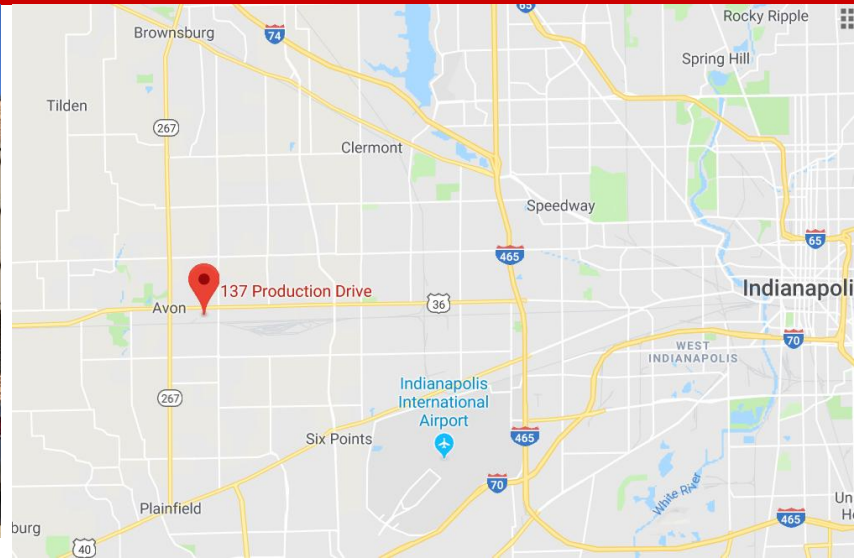 65
Rocky Ripple
Brownsburg
74
Spring Hill
Tilden
267
Clermont
Speedway
65
465
Indianapoli
137 Production Drive
Avon
36
70
WEST
INDIANAPOLIS
Indianapolis
International
Airport
267
Six Points
465
70
White River
Plainfield
Un
H
burg
465
40